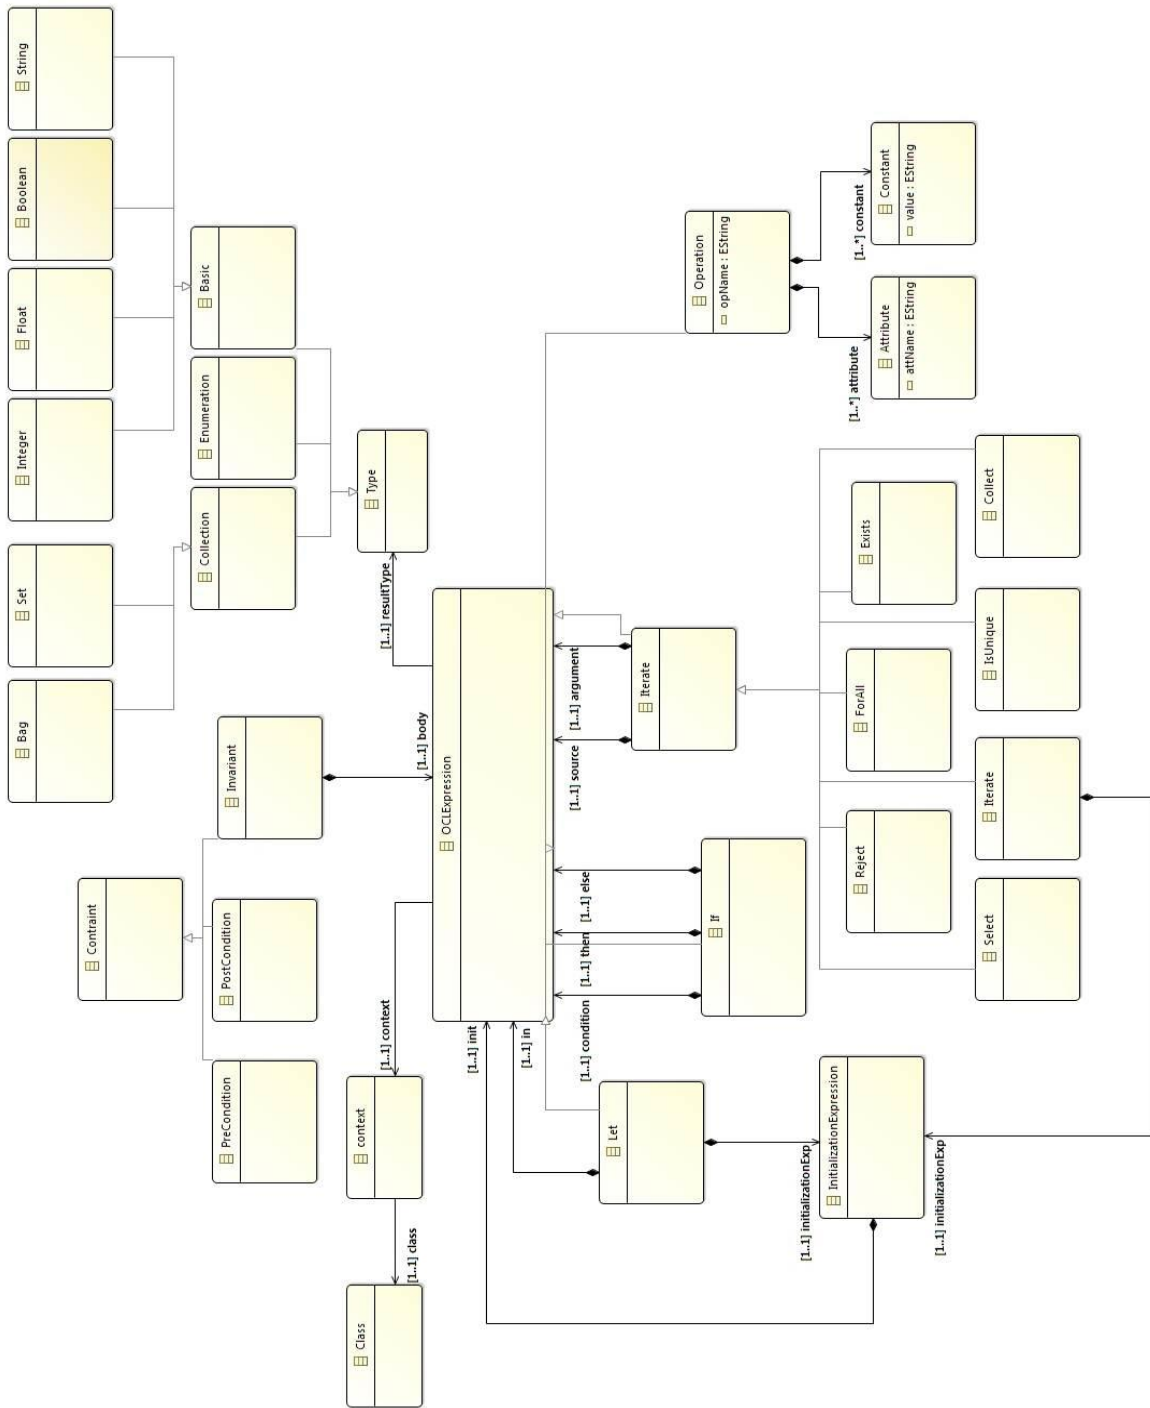 String
Boolean
Float
Integer
Set
Bag
Basic
Enumeration
Collection
Type
[1..1] resultType
Contraint
Invariant
PostCondition
PreCondition
[1..1] body
OCLExpression
[1..1] context
context
[1..1] class
Class
[1..1] init
[1..1] in
[1..1] condition
[1..1] then
[1..1] else
[1..1] source
[1..1] argument
Iterate
If
Let
[1..1] initializationExp
InitializationExpression
[1..1] initializationExp
Operation
opName : EString
[1..*] attribute
[1..*] constant
Attribute
attName : EString
Constant
value : EString
Exists
ForAll
Reject
Collect
IsUnique
Iterate
Select